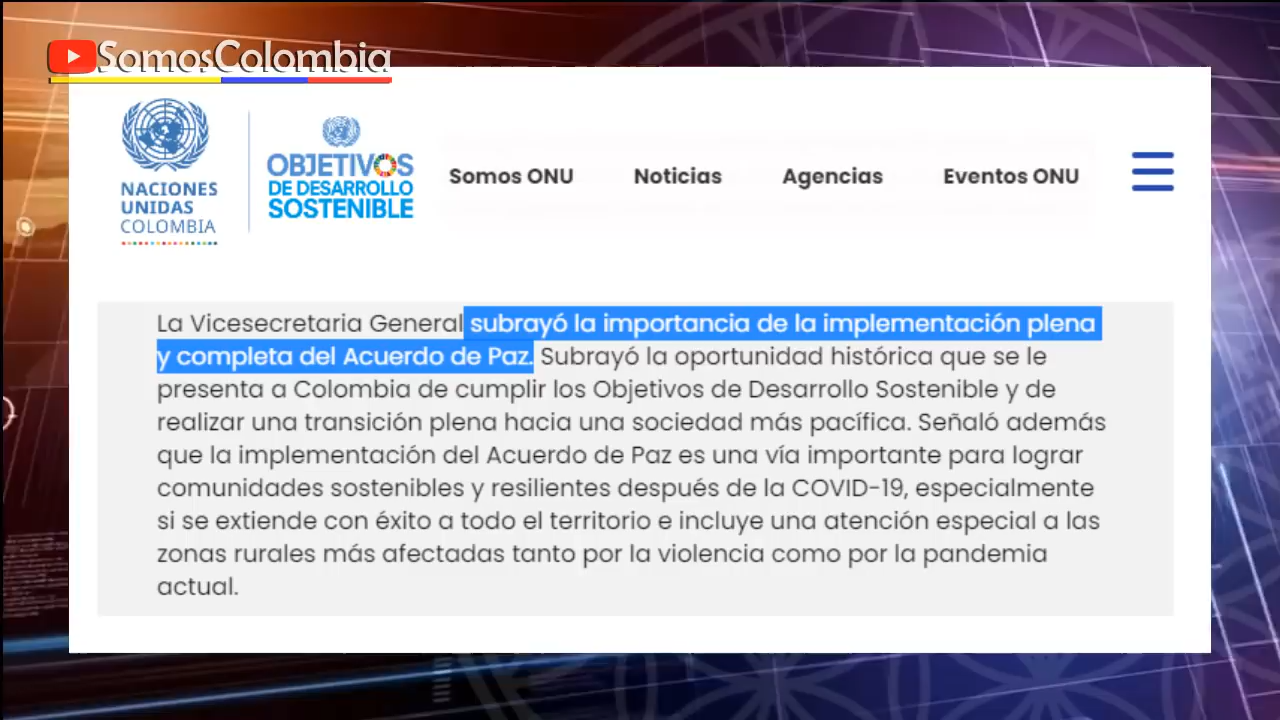 SomosColombia
NACIONES
UNIDAS
COLOMBIA
OBJETIVOS
DE DESARROLLO
SOSTENIBLE
Somos ONU Noticias Agencias Eventos ONU
La Vicesecretaria General subrayó la importancia de la implementación plena
y completa del Acuerdo de Paz. Subrayó la oportunidad histórica que se le
presenta a Colombia de cumplir los Objetivos de Desarrollo Sostenible y de
realizar una transición plena hacia una sociedad más pacífica. Señaló además
que la implementación del Acuerdo de Paz es una vía importante para lograr
comunidades sostenibles y resilientes después de la COVID-19, especialmente
si se extiende con éxito a todo el territorio e incluye una atención especial a las
zonas rurales más afectadas tanto por la violencia como por la pandemia
actual.